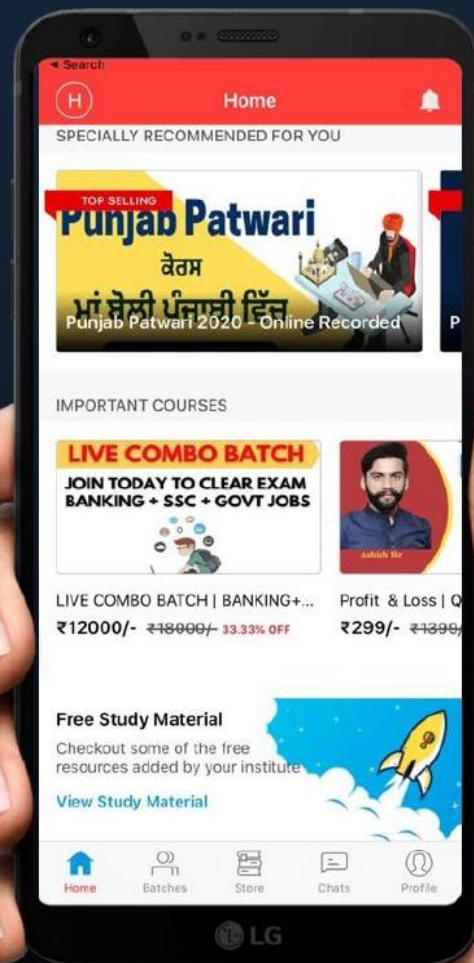 Search
H
Home
SPECIALLY RECOMMENDED FOR YOU
TOP SELLING
Punjab Patwari
ਕੋਰਸ
ਮਾਂ ਬੋਲੀ ਪੰਜਾਬੀ ਵਿੱਚ
Punjab Patwari 2020 - Online Recorded
P
IMPORTANT COURSES
LIVE COMBO BATCH
JOIN TODAY TO CLEAR EXAM
BANKING + SSC + GOVT JOBS
Ashish Sir
LIVE COMBO BATCH | BANKING+...
Profit & Loss | Q
₹12000/- ₹18000/- 33.33% OFF
₹299/- ₹1399/
Free Study Material
Checkout some of the free
resources added by your institute
View Study Material
Home
Batches
Store
Chats
Profile
LG